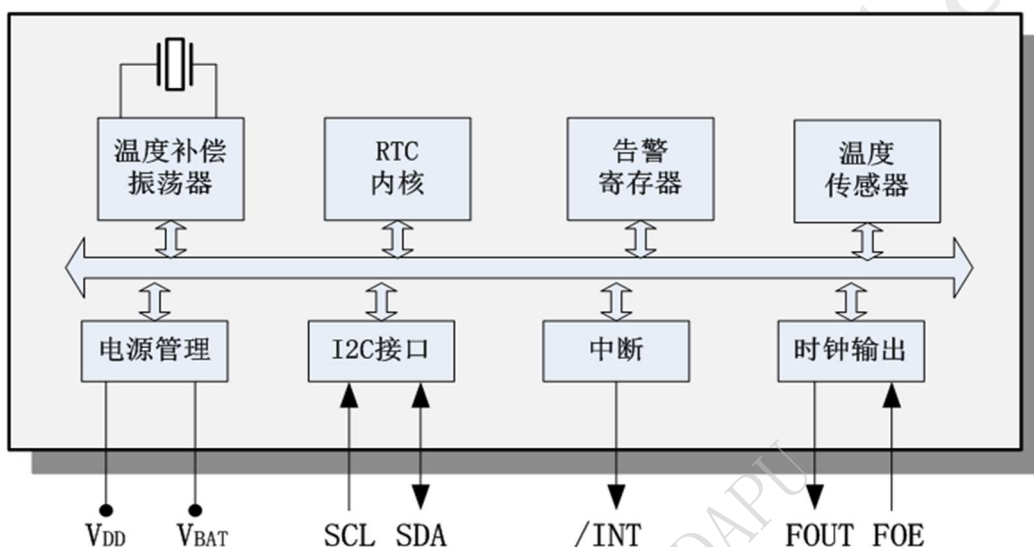 温度补偿
振荡器
RTC
内核
告警
寄存器
温度
传感器
电源管理
I2C接口
中断
时钟输出
VDD
VBAT
SCL
SDA
/INT
FOUT
FOE
DAPU